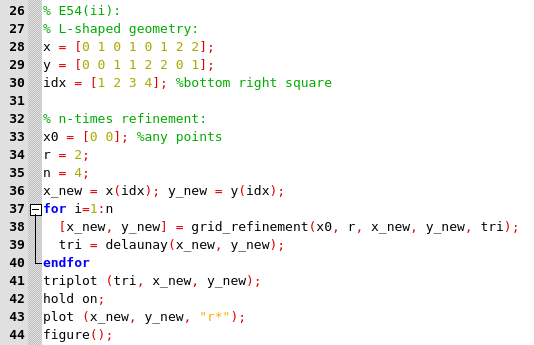 26 % E54(ii):
27 % L-shaped geometry:
28 x = [0 1 0 1 0 1 2 2];
29 y = [0 0 1 1 2 2 0 1];
30 idx = [1 2 3 4]; %bottom right square
31
32 % n-times refinement:
33 x0 = [0 0]; %any points
34 r = 2;
35 n = 4;
36 x_new = x(idx); y_new = y(idx);
37 for i=1:n
38   [x_new, y_new] = grid_refinement(x0, r, x_new, y_new, tri);
39   tri = delaunay(x_new, y_new);
40 endfor
41 triplot (tri, x_new, y_new);
42 hold on;
43 plot (x_new, y_new, "r*");
44 figure();